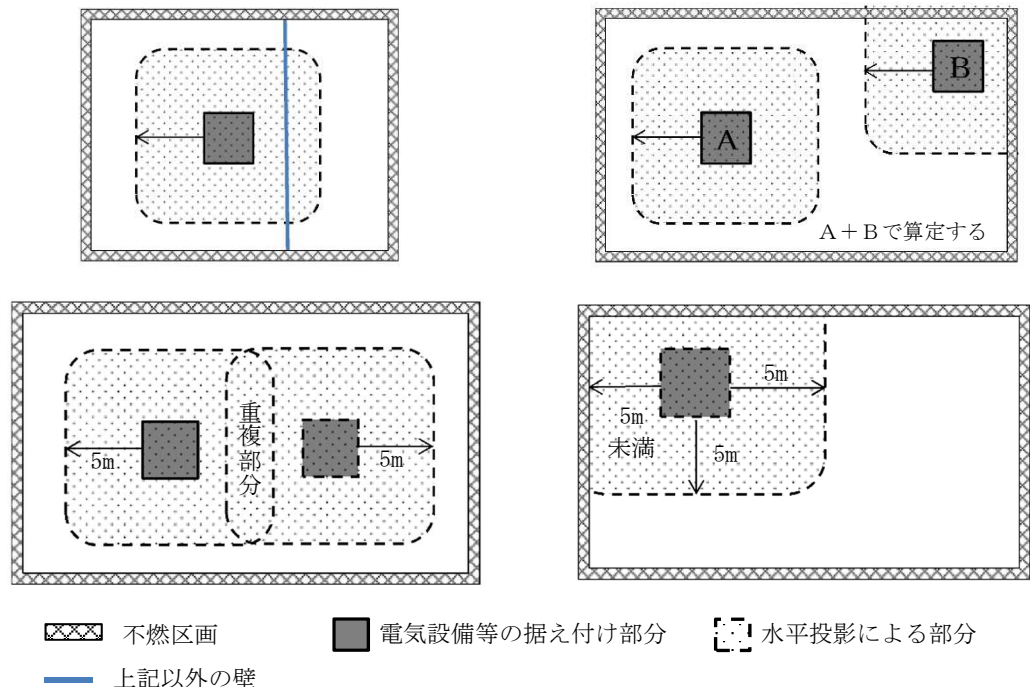 A
B
A＋Bで算定する
5m
重複部分
5m
5m
未満
5m
5m
不燃区画
電気設備等の据え付け部分
水平投影による部分
上記以外の壁